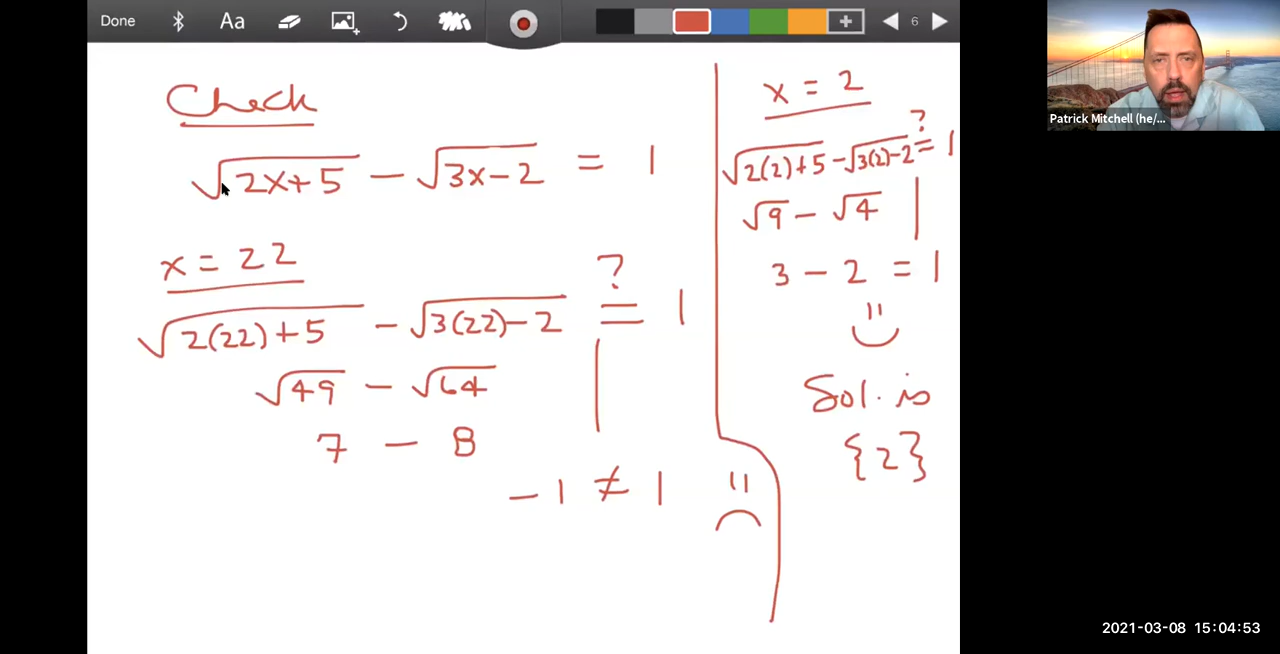 Done Aa 6
Check
√2x+5 − √3x−2 = 1
x = 22
?
√2(22)+5 − √3(22)−2 = 1
√49 − √64
7 − 8
−1 ≠ 1
x = 2
?
√2(2)+5 − √3(2)−2 = 1
√9 − √4
3 − 2 = 1
Sol. is
{2}
Patrick Mitchell (he/...
2021-03-08 15:04:53